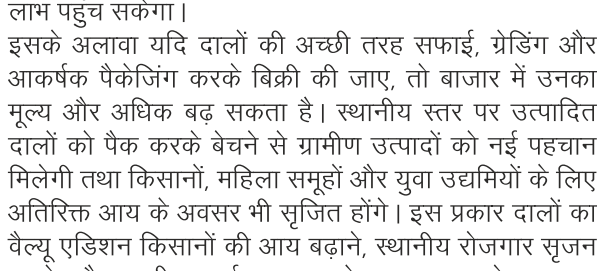 लाभ पहुंच सकेगा।
इसके अलावा यदि दालों की अच्छी तरह सफाई, ग्रेडिंग और
आकर्षक पैकेजिंग करके बिक्री की जाए, तो बाजार में उनका
मूल्य और अधिक बढ़ सकता है। स्थानीय स्तर पर उत्पादित
दालों को पैक करके बेचने से ग्रामीण उत्पादों को नई पहचान
मिलेगी तथा किसानों, महिला समूहों और युवा उद्यमियों के लिए
अतिरिक्त आय के अवसर भी सृजित होंगे। इस प्रकार दालों का
वैल्यू एडिशन किसानों की आय बढ़ाने, स्थानीय रोजगार सृजन